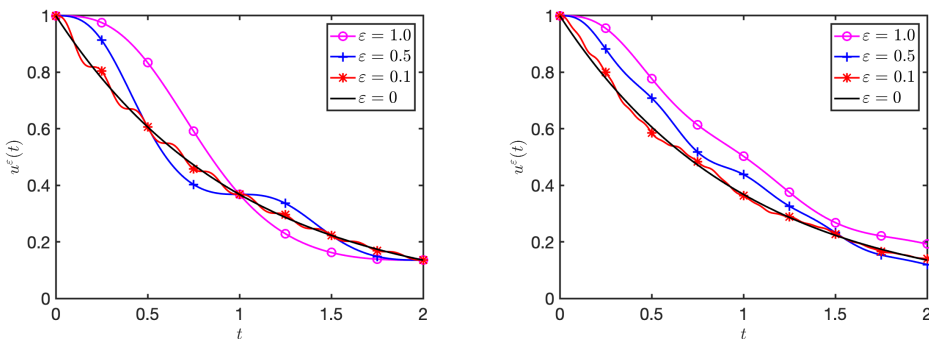 1
0.8
0.6
0.4
0.2
0
0 0.5 1 1.5 2
t
u^ε(t)
ε = 1.0
ε = 0.5
ε = 0.1
ε = 0
1
0.8
0.6
0.4
0.2
0
0 0.5 1 1.5 2
t
u^ε(t)
ε = 1.0
ε = 0.5
ε = 0.1
ε = 0